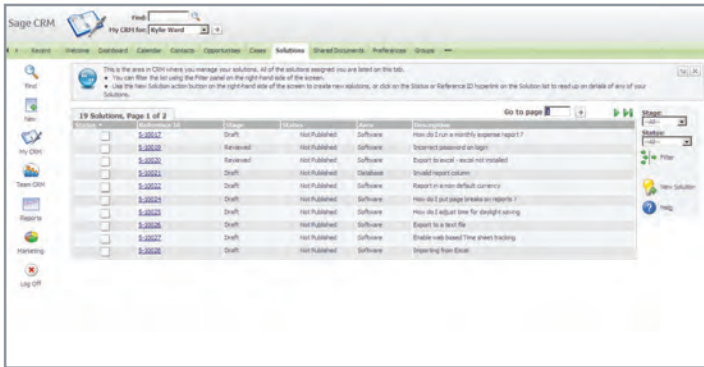 Sage CRM
Find:
My CRM for: Kylie Ward
Recent Welcome Dashboard Calendar Contacts Opportunities Cases Solutions Shared Documents Preferences Groups
Find
New
My CRM
Team CRM
Reports
Marketing
Log Off
This is the area in CRM where you manage your solutions. All of the solutions assigned you are listed on this tab.
• You can filter the list using the Filter panel on the right-hand side of the screen.
• Use the New Solution action button on the right-hand side of the screen to create new solutions, or click on the Status or Reference ID hyperlink on the Solution list to read up on details of any of your Solutions.
19 Solutions, Page 1 of 2
Go to page
Status Reference Id Stage Status Area Description
5-10017 Draft Not Published Software How do I run a monthly expense report ?
5-10019 Reviewed Not Published Software Incorrect password on login
5-10020 Reviewed Not Published Software Export to excel - excel not installed
5-10021 Draft Not Published Database Invalid report column
5-10022 Draft Not Published Software Report in a non default currency
5-10024 Draft Not Published Software How do I put page breaks on reports ?
5-10025 Draft Not Published Software How do I adjust time for daylight saving
5-10026 Draft Not Published Software Export to a text file
5-10027 Draft Not Published Software Enable web based Time sheet tracking
5-10028 Draft Not Published Software Importing from Excel
Stage:
--All--
Status:
--All--
Filter
New Solution
Help